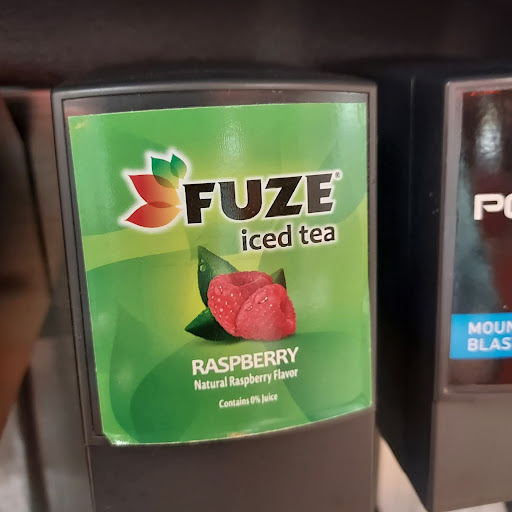 FUZE®
iced tea
RASPBERRY
Natural Raspberry Flavor
Contains 0% Juice